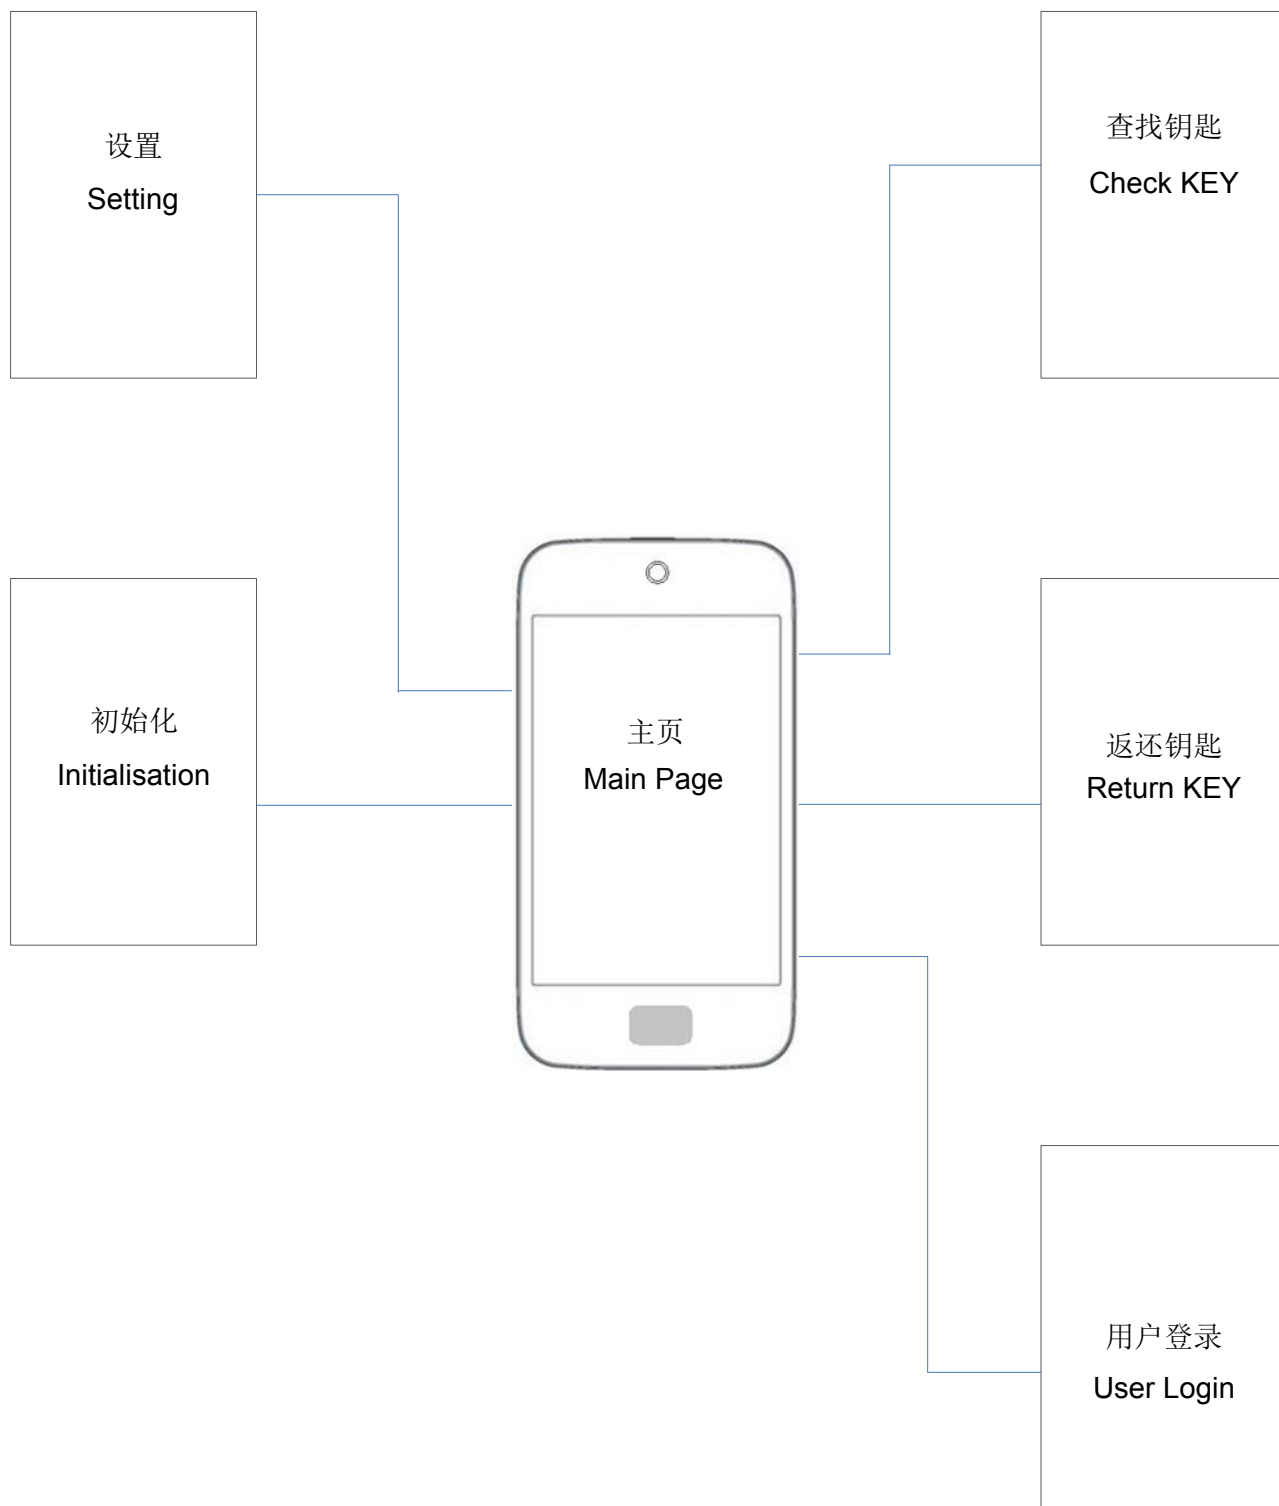 设置
Setting
查找钥匙
Check KEY
初始化
Initialisation
主页
Main Page
返还钥匙
Return KEY
用户登录
User Login